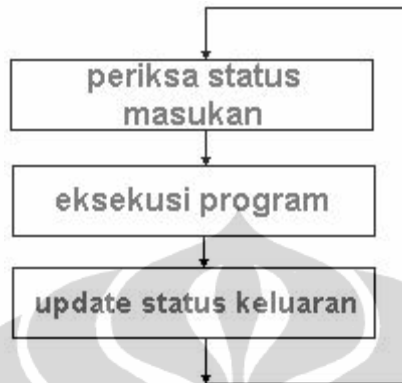 periksa status
masukan
eksekusi program
update status keluaran